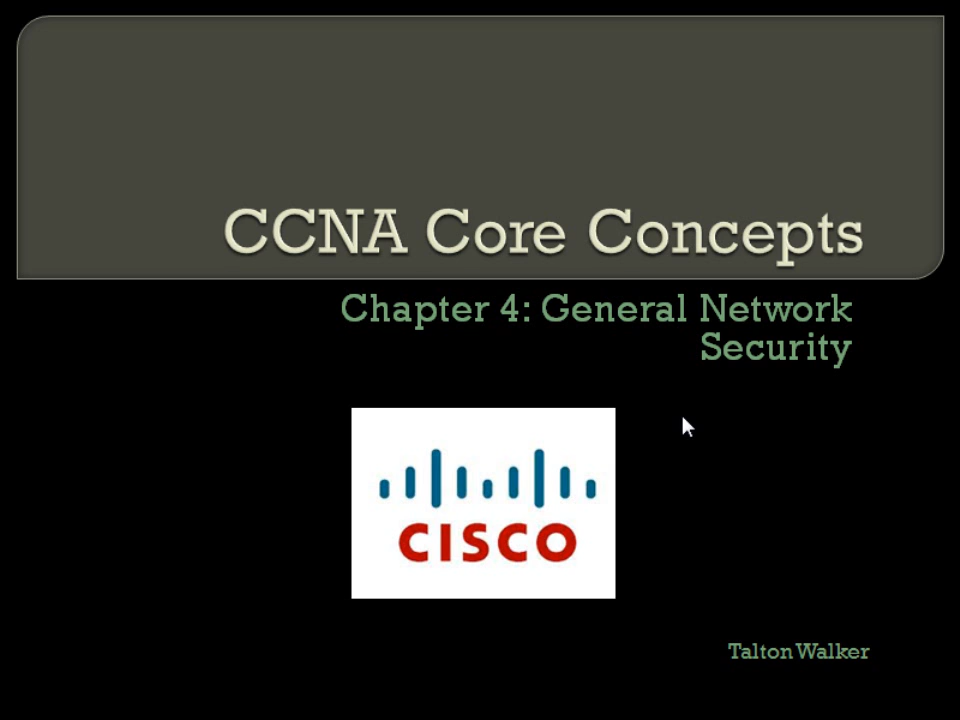 CCNA Core Concepts
Chapter 4: General Network
Security
CISCO
Talton Walker